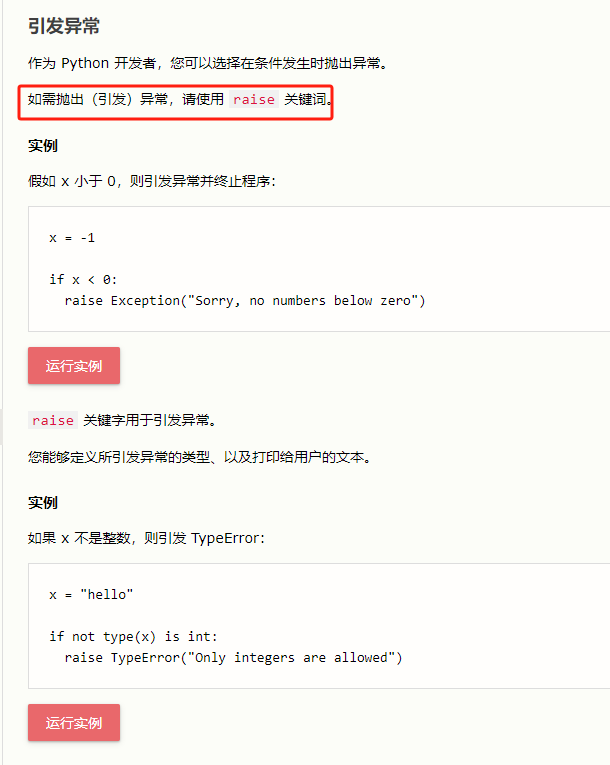 引发异常
作为 Python 开发者，您可以选择在条件发生时抛出异常。
如需抛出（引发）异常，请使用 raise 关键词。
实例
假如 x 小于 0，则引发异常并终止程序：
x = -1
if x < 0:
  raise Exception("Sorry, no numbers below zero")
运行实例
raise 关键字用于引发异常。
您能够定义所引发异常的类型、以及打印给用户的文本。
实例
如果 x 不是整数，则引发 TypeError：
x = "hello"
if not type(x) is int:
  raise TypeError("Only integers are allowed")
运行实例